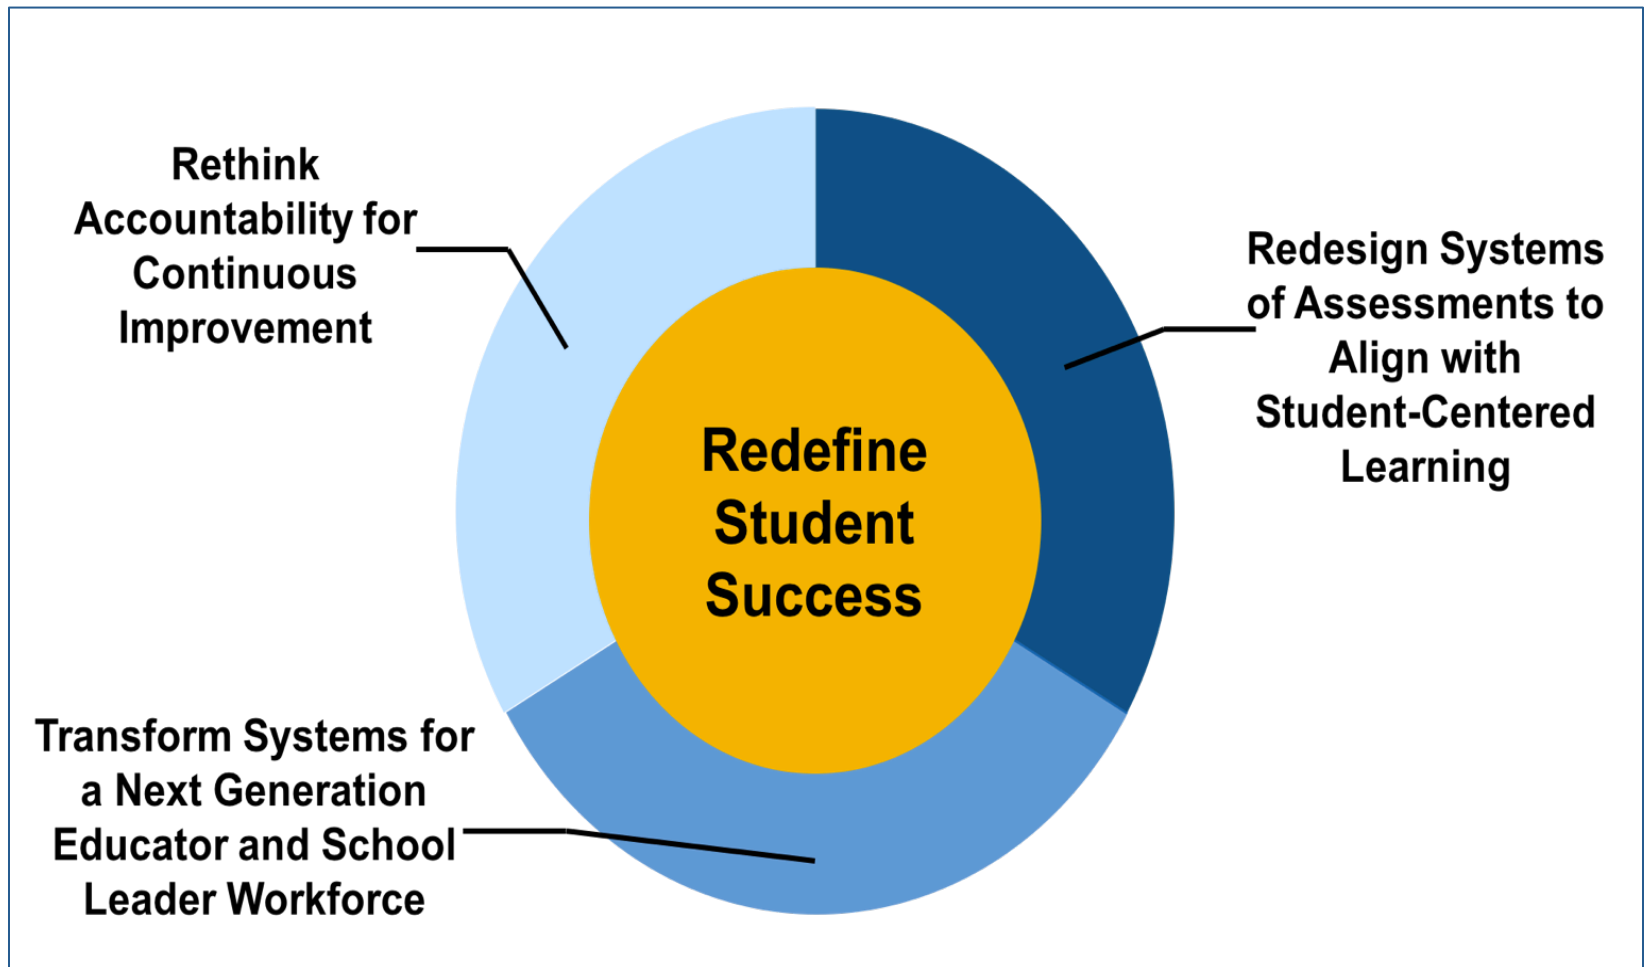 Rethink
Accountability for
Continuous
Improvement
Redesign Systems
of Assessments to
Align with
Student-Centered
Learning
Redefine
Student
Success
Transform Systems for
a Next Generation
Educator and School
Leader Workforce